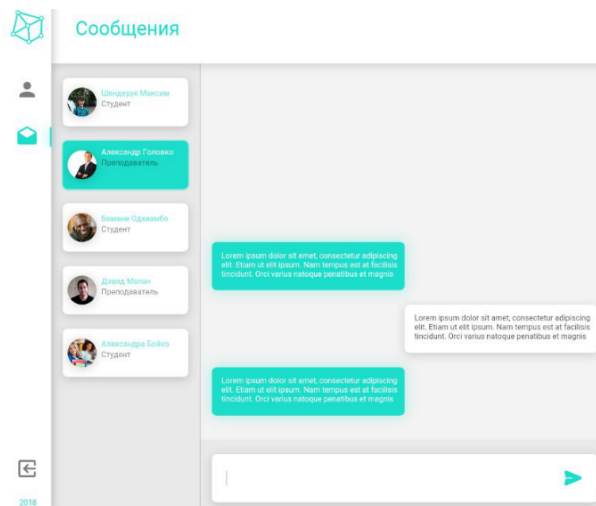 Сообщения
Шендерук Максим
Студент
Александр Головко
Преподаватель
Бомани Одхиамбо
Студент
Давид Малан
Преподаватель
Александра Бойко
Студент
Lorem ipsum dolor sit amet, consectetur adipiscing
elit. Etiam ut elit ipsum. Nam tempus est at facilisis
tincidunt. Orci varius natoque penatibus et magnis
Lorem ipsum dolor sit amet, consectetur adipiscing
elit. Etiam ut elit ipsum. Nam tempus est at facilisis
tincidunt. Orci varius natoque penatibus et magnis
Lorem ipsum dolor sit amet, consectetur adipiscing
elit. Etiam ut elit ipsum. Nam tempus est at facilisis
tincidunt. Orci varius natoque penatibus et magnis
2018